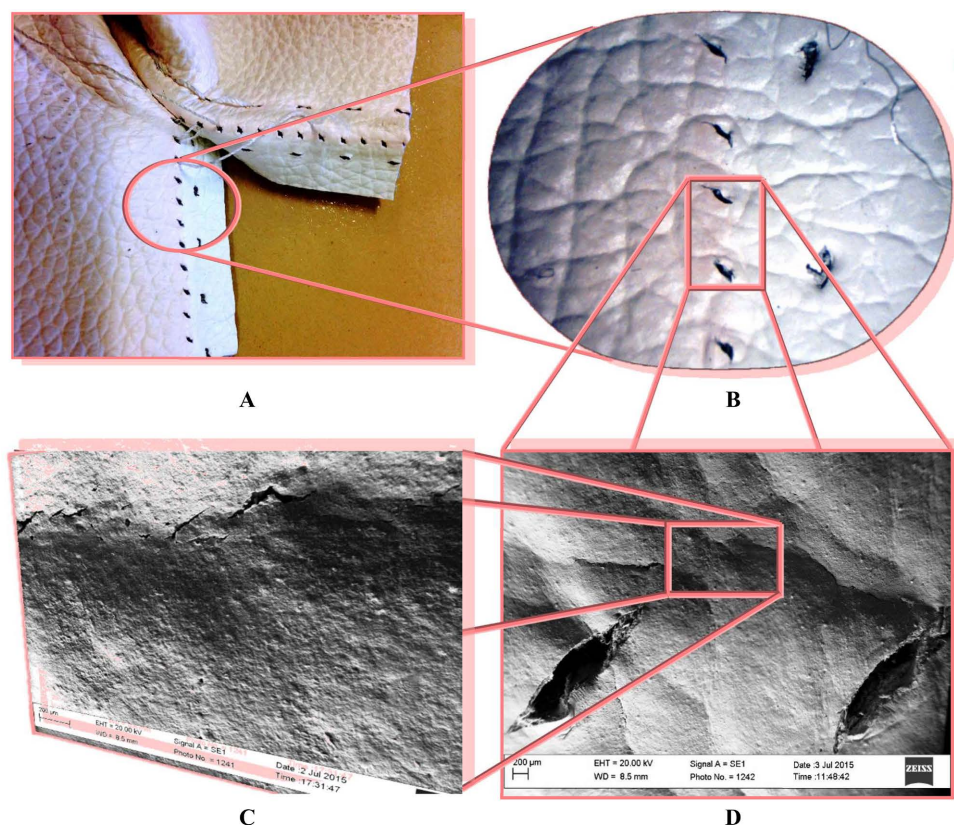 A
B
200 µm
EHT = 20.00 kV
WD = 8.5 mm
Signal A = SE1
Photo No. = 1241
Date :2 Jul 2015
Time :17:31:47
C
200 µm
EHT = 20.00 kV
WD = 8.5 mm
Signal A = SE1
Photo No. = 1242
Date :3 Jul 2015
Time :11:48:42
ZEISS
D